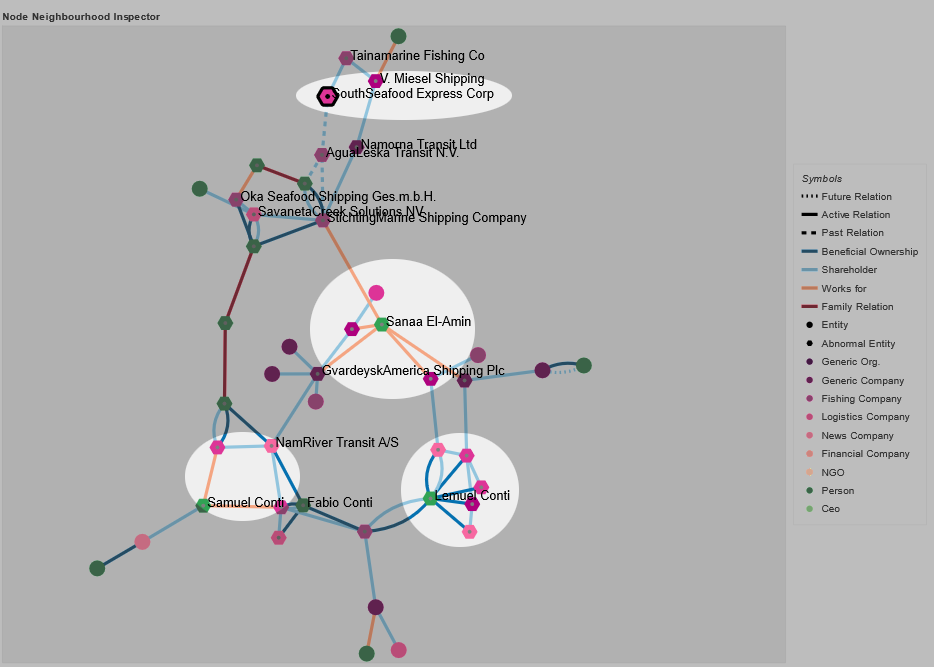 Node Neighbourhood Inspector
Tainamarine Fishing Co
V. Miesel Shipping
SouthSeafood Express Corp
Namorna Transit Ltd
AguaLeska Transit N.V.
Oka Seafood Shipping Ges.m.b.H.
SavanetaCreek Solutions NV
StichtingMarine Shipping Company
Sanaa El-Amin
GvardeyskAmerica Shipping Plc
NamRiver Transit A/S
Samuel Conti
Fabio Conti
Lemuel Conti
Symbols
Future Relation
Active Relation
Past Relation
Beneficial Ownership
Shareholder
Works for
Family Relation
Entity
Abnormal Entity
Generic Org.
Generic Company
Fishing Company
Logistics Company
News Company
Financial Company
NGO
Person
Ceo